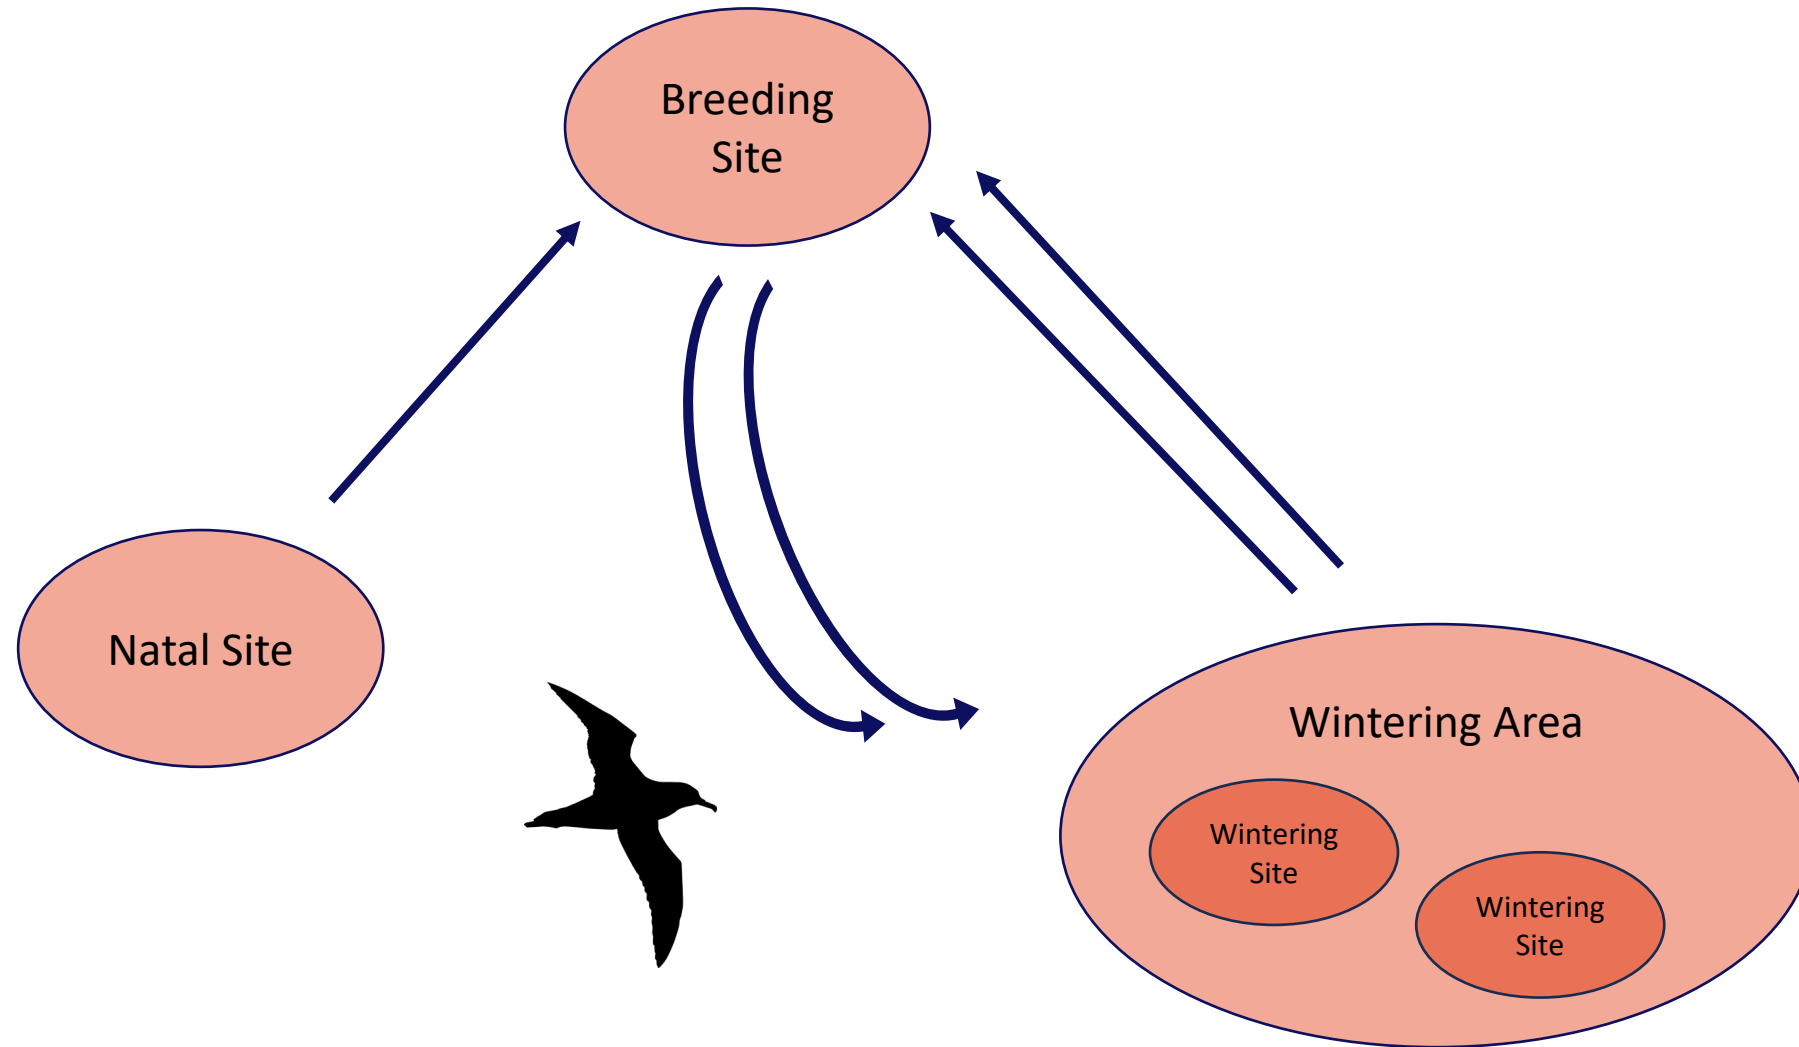 Breeding
Site
Natal Site
Wintering Area
Wintering
Site
Wintering
Site